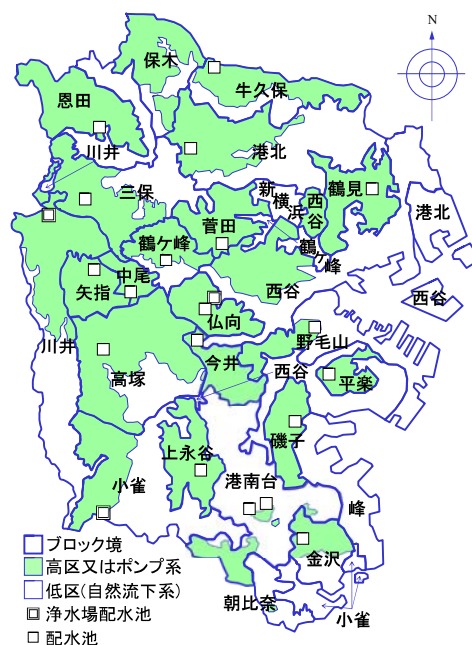 N
保木
牛久保
恩田
港北
川井
三保
新横浜
西谷
鶴見
港北
菅田
鶴ケ峰
鶴ケ峰
西谷
西谷
中尾
矢指
仏向
野毛山
川井
高塚
今井
西谷
平楽
磯子
上永谷
小雀
港南台
峰
金沢
朝比奈
小雀
ブロック境
高区又はポンプ系
低区(自然流下系)
浄水場配水池
配水池